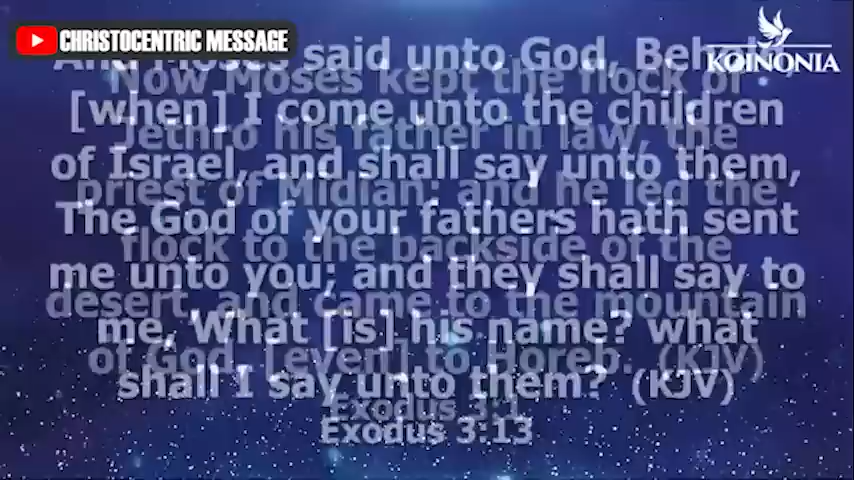 CHRISTOCENTRIC MESSAGE
KOINONIA
And Moses said unto God, Behold,
[when] I come unto the children
of Israel, and shall say unto them,
The God of your fathers hath sent
me unto you; and they shall say to
me, What [is] his name? what
shall I say unto them? (KJV)
Exodus 3:13
Now Moses kept the flock of
Jethro his father in law, the
priest of Midian: and he led the
flock to the backside of the
desert, and came to the mountain
of God, [even] to Horeb. (KJV)
Exodus 3:1